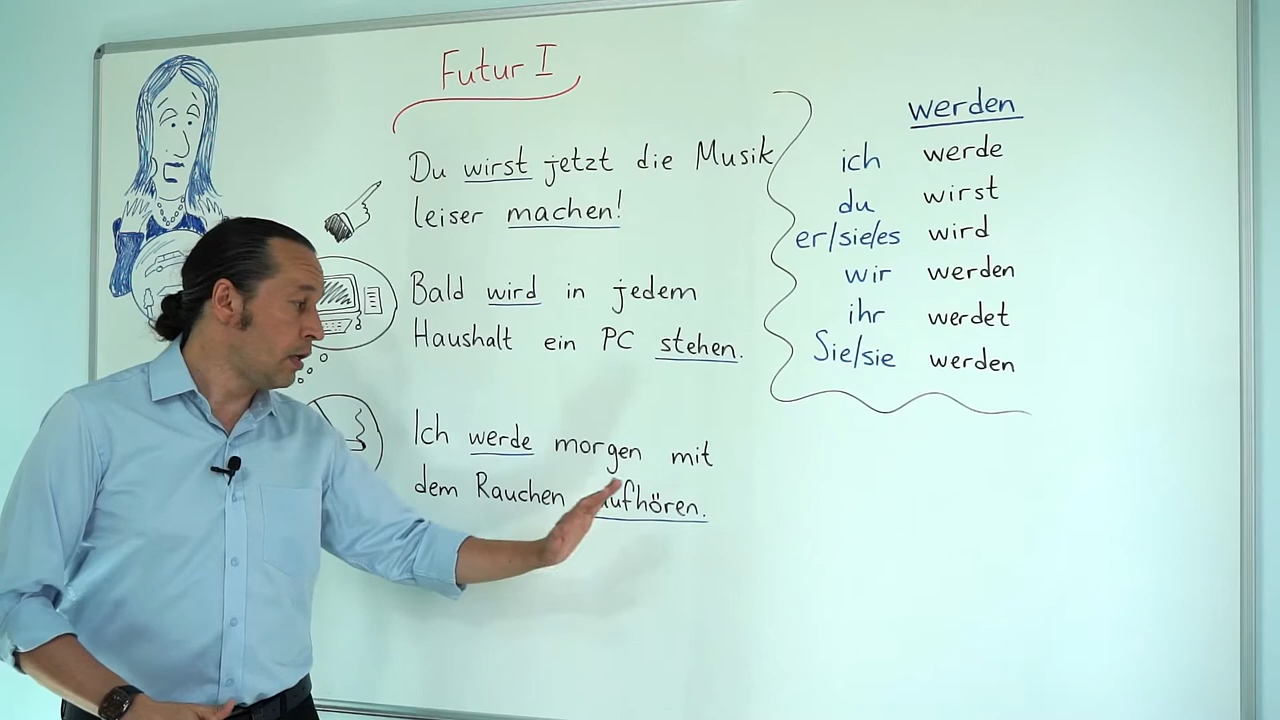 Futur I
Du wirst jetzt die Musik
leiser machen!
Bald wird in jedem
Haushalt ein PC stehen.
Ich werde morgen mit
dem Rauchen aufhören.
werden
ich werde
du wirst
er/sie/es wird
wir werden
ihr werdet
Sie/sie werden